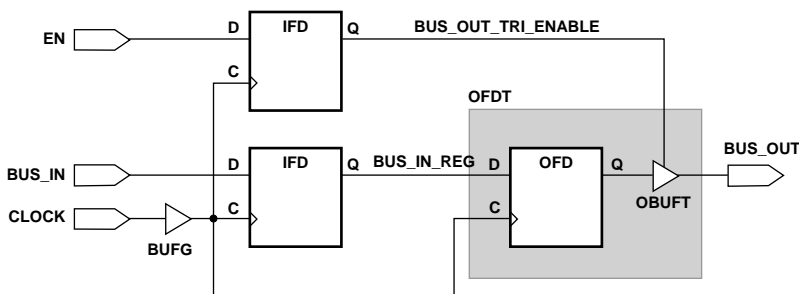 IFD
D
Q
BUS_OUT_TRI_ENABLE
EN
C
OFDT
BUS_OUT
IFD
D
Q
BUS_IN_REG
D
OFD
Q
BUS_IN
C
C
OBUFT
CLOCK
BUFG